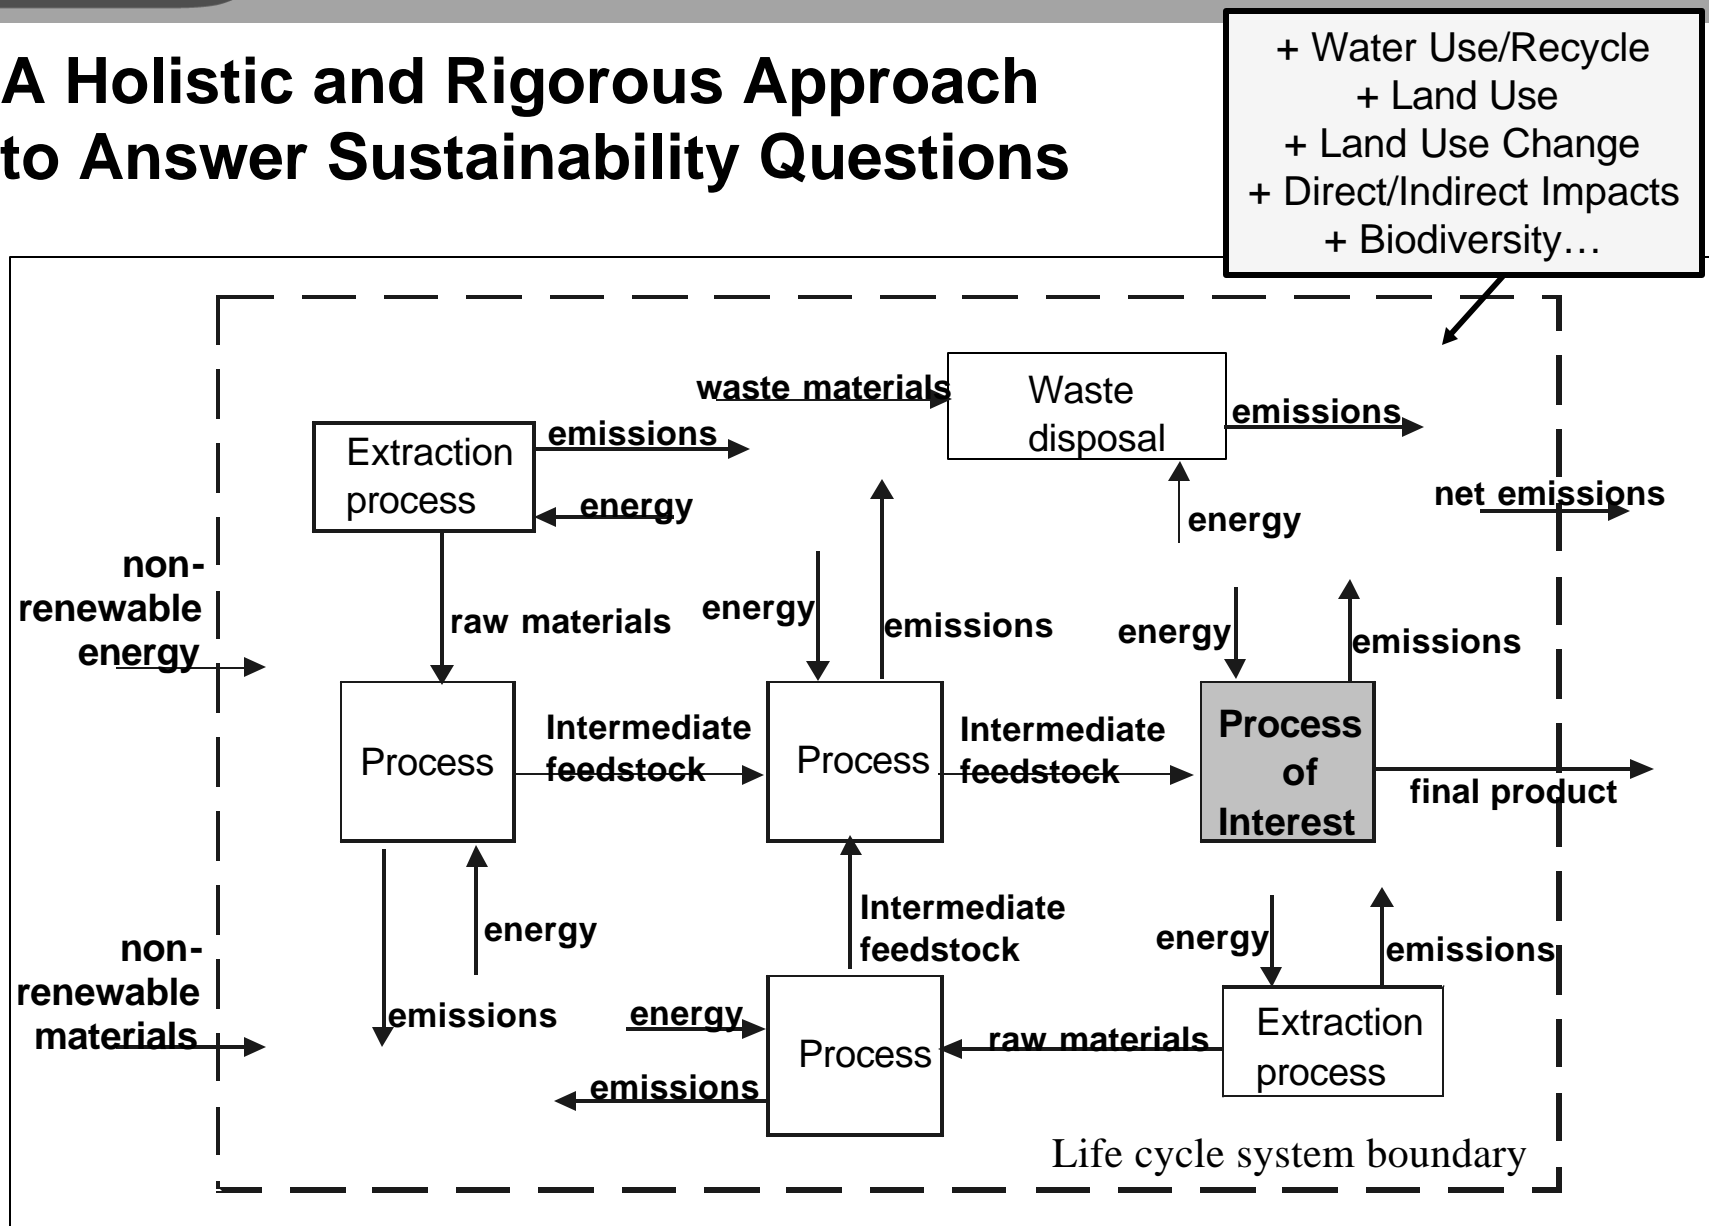 A Holistic and Rigorous Approach
to Answer Sustainability Questions
+ Water Use/Recycle
+ Land Use
+ Land Use Change
+ Direct/Indirect Impacts
+ Biodiversity…
waste materials
Waste
disposal
emissions
Extraction
process
emissions
energy
energy
net emissions
non-
renewable
energy
raw materials
energy
emissions
energy
emissions
Process
Intermediate
feedstock
Process
Intermediate
feedstock
Process
of
Interest
final product
energy
emissions
Intermediate
feedstock
energy
emissions
non-
renewable
materials
energy
emissions
Process
raw materials
Extraction
process
Life cycle system boundary